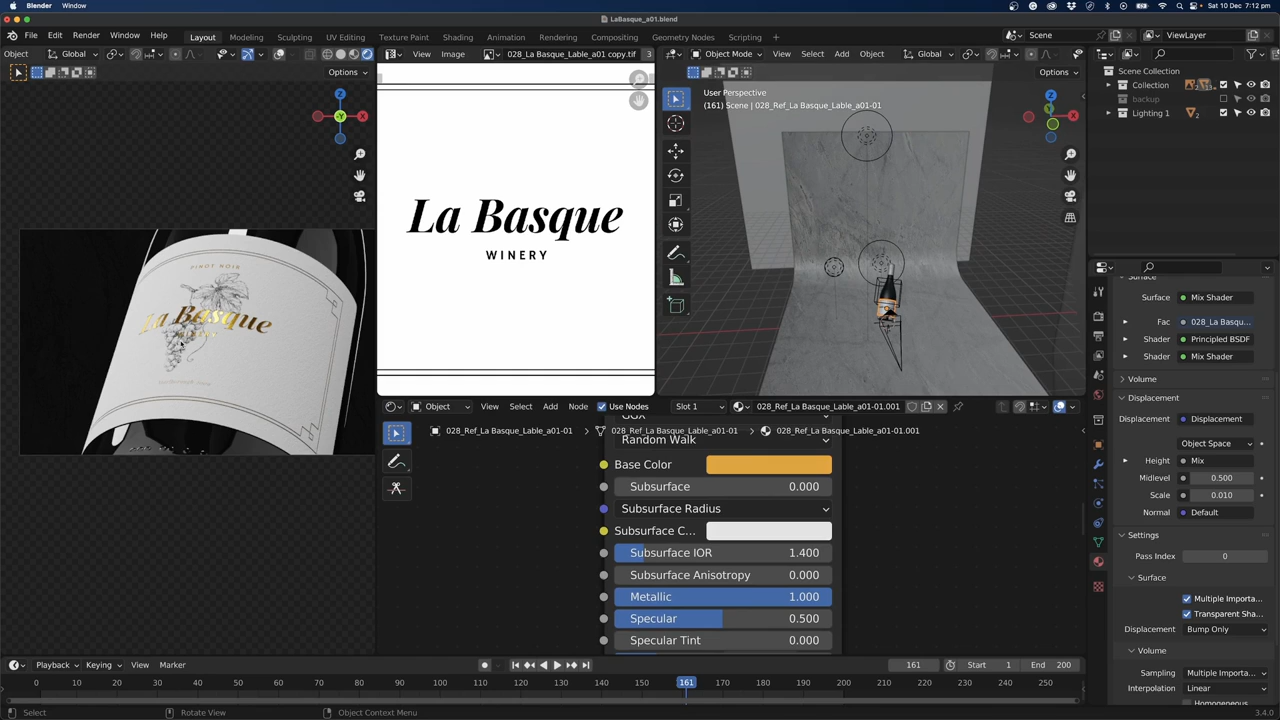 Blender Window Sat 10 Dec 7:12 pm
LaBasque_a01.blend
File Edit Render Window Help Layout Modeling Sculpting UV Editing Texture Paint Shading Animation Rendering Compositing Geometry Nodes Scripting + Scene ViewLayer
Object Global View Image 028_La Basque_Lable_a01 copy.tif 3 Object Mode View Select Add Object Global
Options Options
Scene Collection
Collection
backup
Lighting 1
Z
X
-Y
User Perspective
(161) Scene | 028_Ref_La Basque_Lable_a01-01
Z
Y
X
La Basque
WINERY
PINOT NOIR
La Basque
WINERY
Surface
Surface Mix Shader
Fac 028_La Basqu...
Shader Principled BSDF
Shader Mix Shader
Volume
Displacement
Displacement Displacement
Object Space
Height Mix
Midlevel 0.500
Scale 0.010
Normal Default
Settings
Pass Index 0
Surface
Multiple Importa...
Transparent Sha...
Displacement Bump Only
Volume
Sampling Multiple Importa...
Interpolation Linear
Homogeneous
Object View Select Add Node Use Nodes Slot 1 028_Ref_La Basque_Lable_a01-01.001
028_Ref_La Basque_Lable_a01-01 028_Ref_La Basque_Lable_a01-01 028_Ref_La Basque_Lable_a01-01.001
GGX
Random Walk
Base Color
Subsurface 0.000
Subsurface Radius
Subsurface C...
Subsurface IOR 1.400
Subsurface Anisotropy 0.000
Metallic 1.000
Specular 0.500
Specular Tint 0.000
Playback Keying View Marker 161 Start 1 End 200
0 10 20 30 40 50 60 70 80 90 100 110 120 130 140 150 161 170 180 190 200 210 220 230 240 250
Select Rotate View Object Context Menu 3.4.0